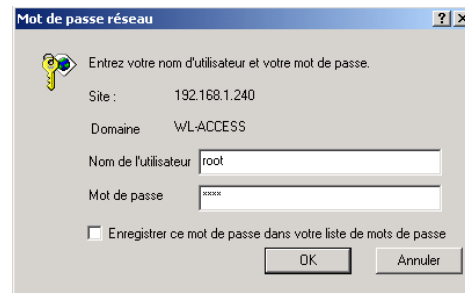 Mot de passe réseau
Entrez votre nom d'utilisateur et votre mot de passe.
Site : 192.168.1.240
Domaine WL-ACCESS
Nom de l'utilisateur root
Mot de passe ****
Enregistrer ce mot de passe dans votre liste de mots de passe
OK Annuler